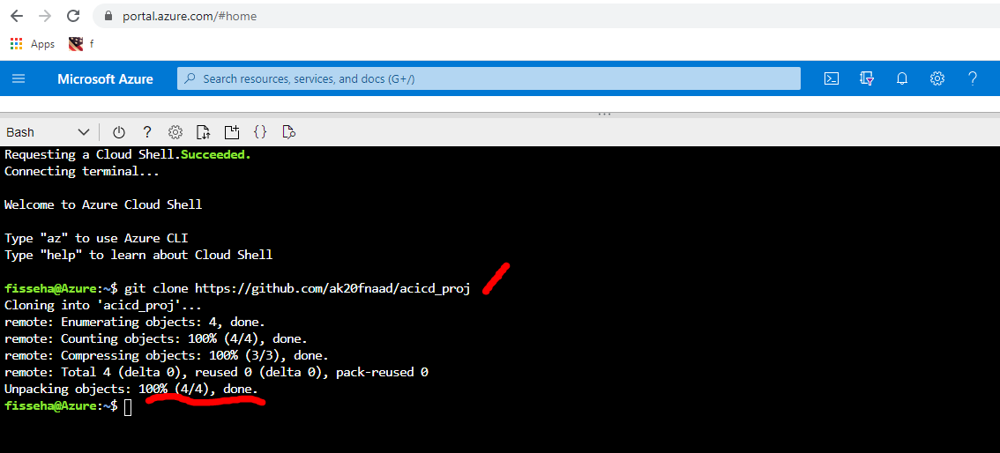 portal.azure.com/#home
Apps f
Microsoft Azure Search resources, services, and docs (G+/) ?
Bash ? {}
Requesting a Cloud Shell.Succeeded.
Connecting terminal...
Welcome to Azure Cloud Shell
Type "az" to use Azure CLI
Type "help" to learn about Cloud Shell
fisseha@Azure:~$ git clone https://github.com/ak20fnaad/acicd_proj
Cloning into 'acicd_proj'...
remote: Enumerating objects: 4, done.
remote: Counting objects: 100% (4/4), done.
remote: Compressing objects: 100% (3/3), done.
remote: Total 4 (delta 0), reused 0 (delta 0), pack-reused 0
Unpacking objects: 100% (4/4), done.
fisseha@Azure:~$